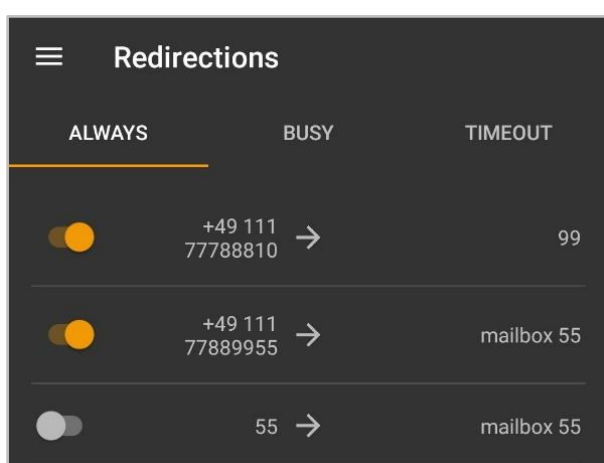 Redirections
ALWAYS BUSY TIMEOUT
+49 111
77788810 → 99
+49 111
77889955 → mailbox 55
55 → mailbox 55